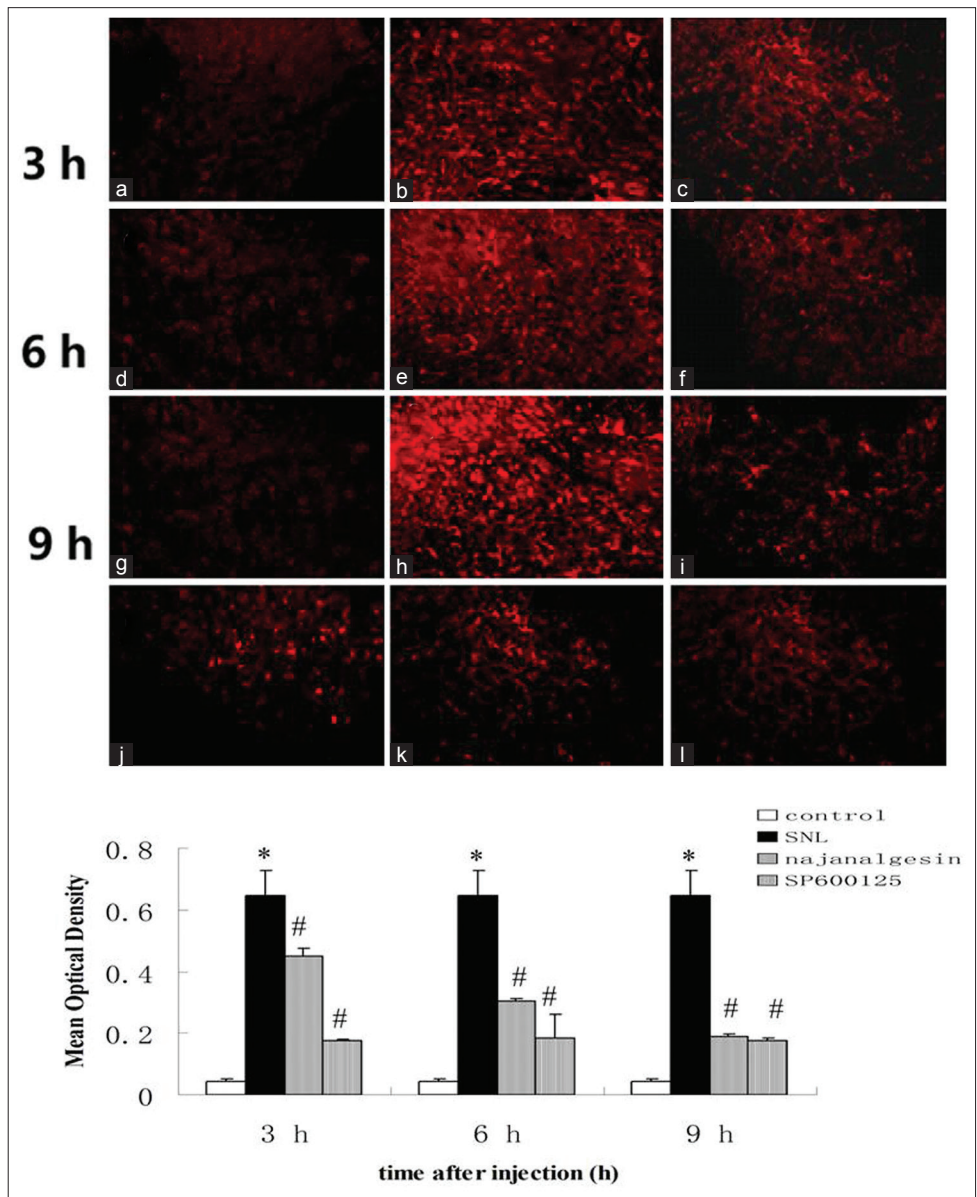 3 h
a
b
c
6 h
d
e
f
9 h
g
h
i
j
k
l
control
SNL
najanalgesin
SP600125
Mean Optical Density
0.8
0.6
0.4
0.2
0
*
#
#
*
#
#
*
#
#
3 h
6 h
9 h
time after injection (h)